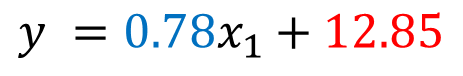 y = 0.78x₁ + 12.85